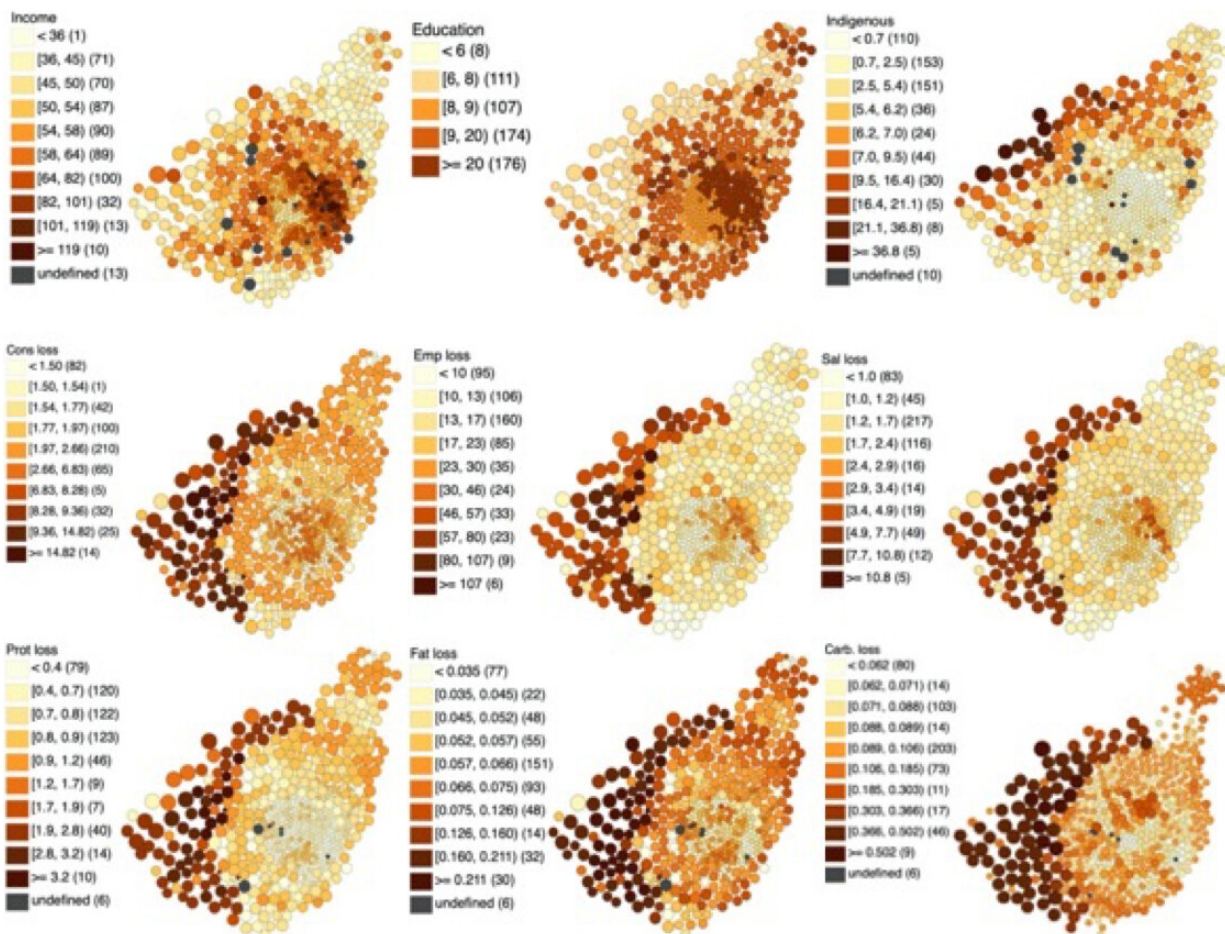 Income
< 36 (1)
[36, 45) (71)
[45, 50) (70)
[50, 54) (87)
[54, 58) (90)
[58, 64) (89)
[64, 82) (100)
[82, 101) (32)
[101, 119) (13)
>= 119 (10)
undefined (13)
Education
< 6 (8)
[6, 8) (111)
[8, 9) (107)
[9, 20) (174)
>= 20 (176)
Indigenous
< 0.7 (110)
[0.7, 2.5) (153)
[2.5, 5.4) (151)
[5.4, 6.2) (36)
[6.2, 7.0) (24)
[7.0, 9.5) (44)
[9.5, 16.4) (30)
[16.4, 21.1) (5)
[21.1, 36.8) (8)
>= 36.8 (5)
undefined (10)
Cons loss
< 1.50 (82)
[1.50, 1.54) (1)
[1.54, 1.77) (42)
[1.77, 1.97) (100)
[1.97, 2.66) (210)
[2.66, 6.83) (65)
[6.83, 8.28) (5)
[8.28, 9.36) (32)
[9.36, 14.82) (25)
>= 14.82 (14)
Emp loss
< 10 (95)
[10, 13) (106)
[13, 17) (160)
[17, 23) (85)
[23, 30) (35)
[30, 46) (24)
[46, 57) (33)
[57, 80) (23)
[80, 107) (9)
>= 107 (6)
Sal loss
< 1.0 (83)
[1.0, 1.2) (45)
[1.2, 1.7) (217)
[1.7, 2.4) (116)
[2.4, 2.9) (16)
[2.9, 3.4) (14)
[3.4, 4.9) (19)
[4.9, 7.7) (49)
[7.7, 10.8) (12)
>= 10.8 (5)
Prot loss
< 0.4 (79)
[0.4, 0.7) (120)
[0.7, 0.8) (122)
[0.8, 0.9) (123)
[0.9, 1.2) (46)
[1.2, 1.7) (9)
[1.7, 1.9) (7)
[1.9, 2.8) (40)
[2.8, 3.2) (14)
>= 3.2 (10)
undefined (6)
Fat loss
< 0.035 (77)
[0.035, 0.045) (22)
[0.045, 0.052) (48)
[0.052, 0.057) (55)
[0.057, 0.066) (151)
[0.066, 0.075) (93)
[0.075, 0.126) (48)
[0.126, 0.160) (14)
[0.160, 0.211) (32)
>= 0.211 (30)
undefined (6)
Carb. loss
< 0.062 (80)
[0.062, 0.071) (14)
[0.071, 0.088) (103)
[0.088, 0.089) (14)
[0.089, 0.106) (203)
[0.106, 0.185) (73)
[0.185, 0.303) (11)
[0.303, 0.366) (17)
[0.366, 0.502) (46)
>= 0.502 (9)
undefined (6)